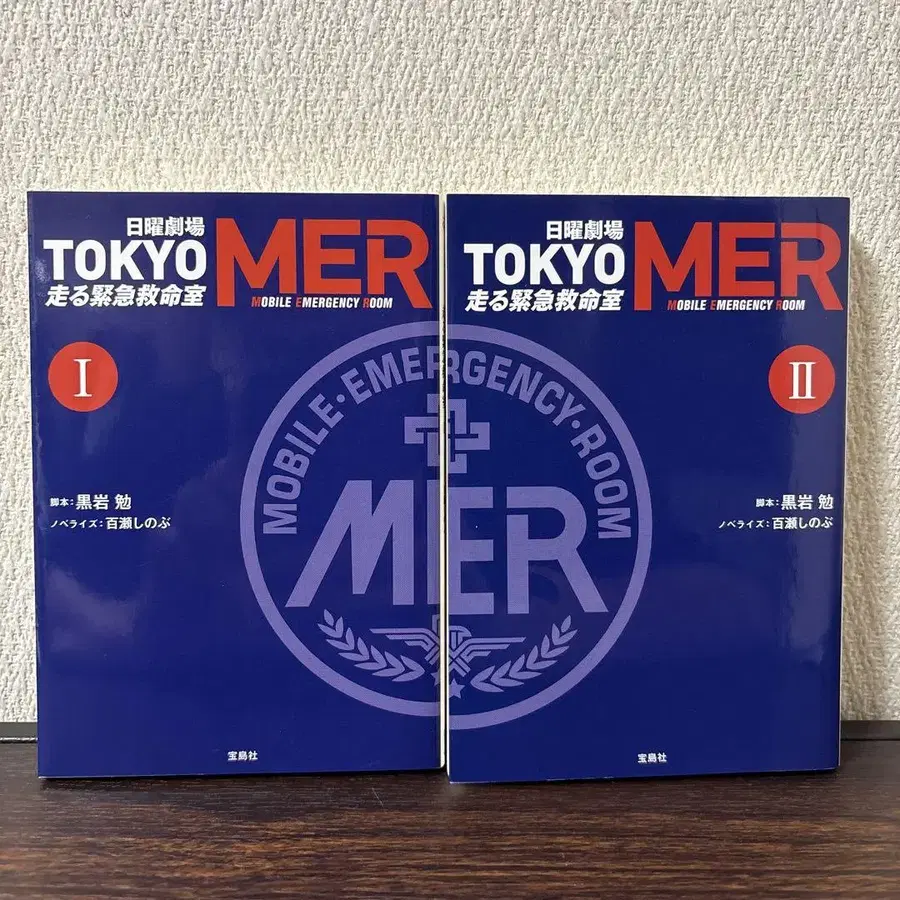 日曜劇場
TOKYO MER
走る緊急救命室
MOBILE EMERGENCY ROOM
I
脚本:黒岩 勉
ノベライズ:百瀬しのぶ
宝島社
日曜劇場
TOKYO MER
走る緊急救命室
MOBILE EMERGENCY ROOM
II
脚本:黒岩 勉
ノベライズ:百瀬しのぶ
宝島社
MOBILE・EMERGENCY・ROOM
MER